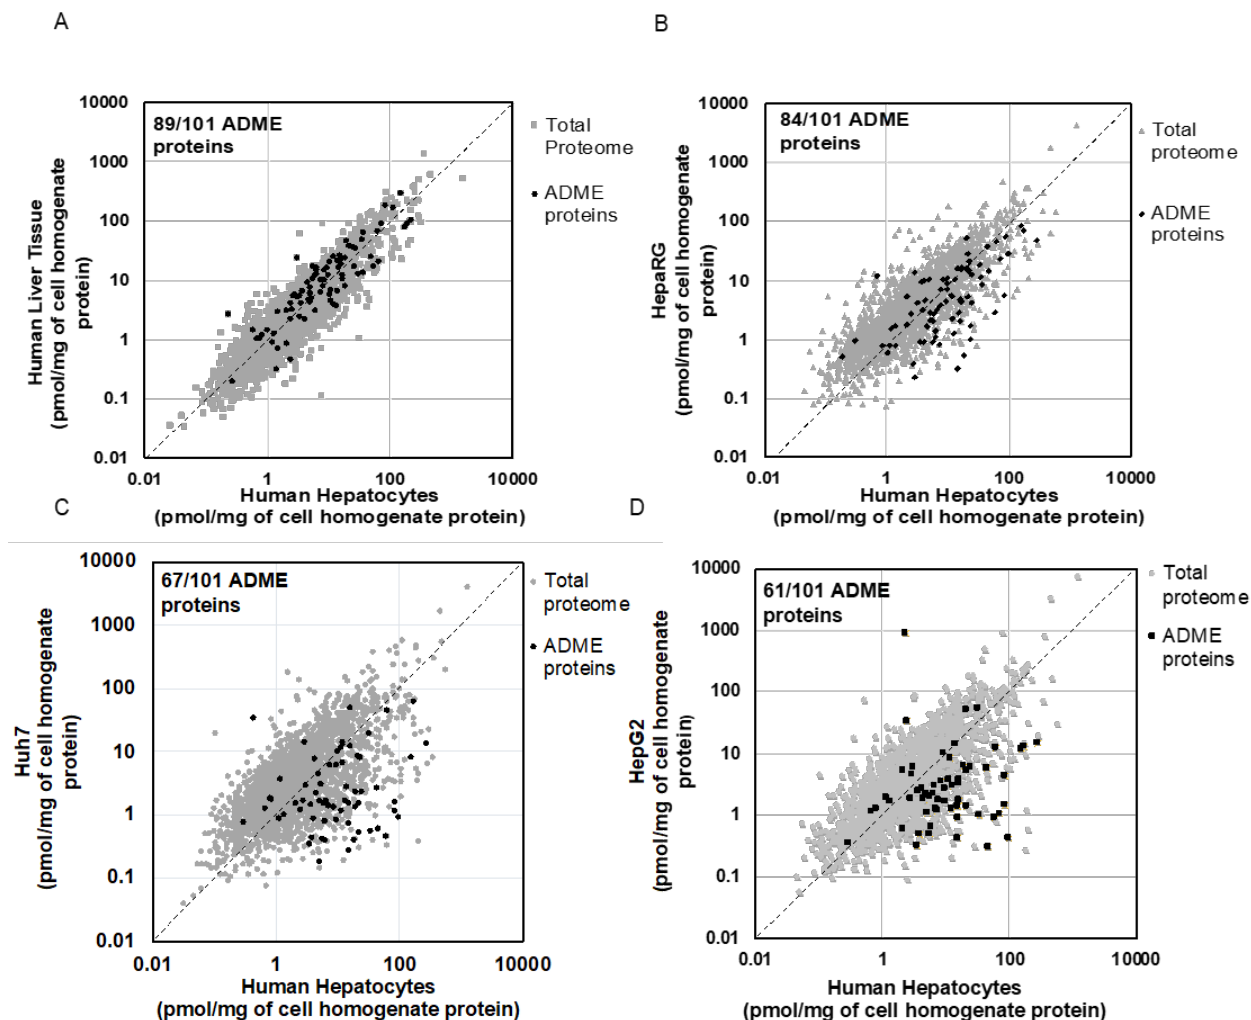 A
10000
1000
100
10
1
0.1
0.01
Human Liver Tissue
(pmol/mg of cell homogenate
protein)
89/101 ADME
proteins
Total
Proteome
ADME
proteins
0.01
1
100
10000
Human Hepatocytes
(pmol/mg of cell homogenate protein)
B
10000
1000
100
10
1
0.1
0.01
HepaRG
(pmol/mg of cell homogenate
protein)
84/101 ADME
proteins
Total
proteome
ADME
proteins
0.01
1
100
10000
Human Hepatocytes
(pmol/mg of cell homogenate protein)
C
10000
1000
100
10
1
0.1
0.01
Huh7
(pmol/mg of cell homogenate
protein)
67/101 ADME
proteins
Total
proteome
ADME
proteins
0.01
1
100
10000
Human Hepatocytes
(pmol/mg of cell homogenate protein)
D
10000
1000
100
10
1
0.1
0.01
HepG2
(pmol/mg of cell homogenate
protein)
61/101 ADME
proteins
Total
proteome
ADME
proteins
0.01
1
100
10000
Human Hepatocytes
(pmol/mg of cell homogenate protein)